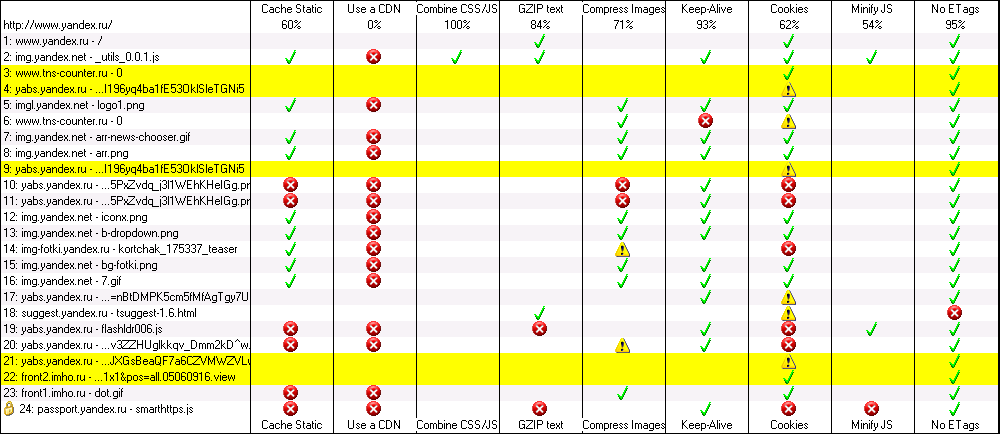 Cache Static Use a CDN Combine CSS/JS GZIP text Compress Images Keep-Alive Cookies Minify JS No ETags
http://www.yandex.ru/ 60% 0% 100% 84% 71% 93% 62% 54% 95%
1: www.yandex.ru - /
2: img.yandex.net - _utils_0.0.1.js
3: www.tns-counter.ru - 0
4: yabs.yandex.ru - ...I196yq4ba1fE53OklSleTGNi5
5: imgl.yandex.net - logo1.png
6: www.tns-counter.ru - 0
7: img.yandex.net - arr-news-chooser.gif
8: img.yandex.net - arr.png
9: yabs.yandex.ru - ...I196yq4ba1fE53OklSleTGNi5
10: yabs.yandex.ru - ...5PxZvdq_j3l1WEhKHelGg.pr
11: yabs.yandex.ru - ...5PxZvdq_j3l1WEhKHelGg.pr
12: img.yandex.net - iconx.png
13: img.yandex.net - b-dropdown.png
14: img-fotki.yandex.ru - kortchak_175337_teaser
15: img.yandex.net - bg-fotki.png
16: img.yandex.net - 7.gif
17: yabs.yandex.ru - ...=nBtDMPK5cm5fMfAgTgy7U
18: suggest.yandex.ru - tsuggest-1.6.html
19: yabs.yandex.ru - flashldr006.js
20: yabs.yandex.ru - ...v3ZZHUglkkqv_Dmm2kD^w.
21: yabs.yandex.ru - ...JXGsBeaQF7a6CZVMWZVL
22: front2.imho.ru - ...1x1&pos=all.05060916.view
23: front1.imho.ru - dot.gif
24: passport.yandex.ru - smarthttps.js
Cache Static Use a CDN Combine CSS/JS GZIP text Compress Images Keep-Alive Cookies Minify JS No ETags